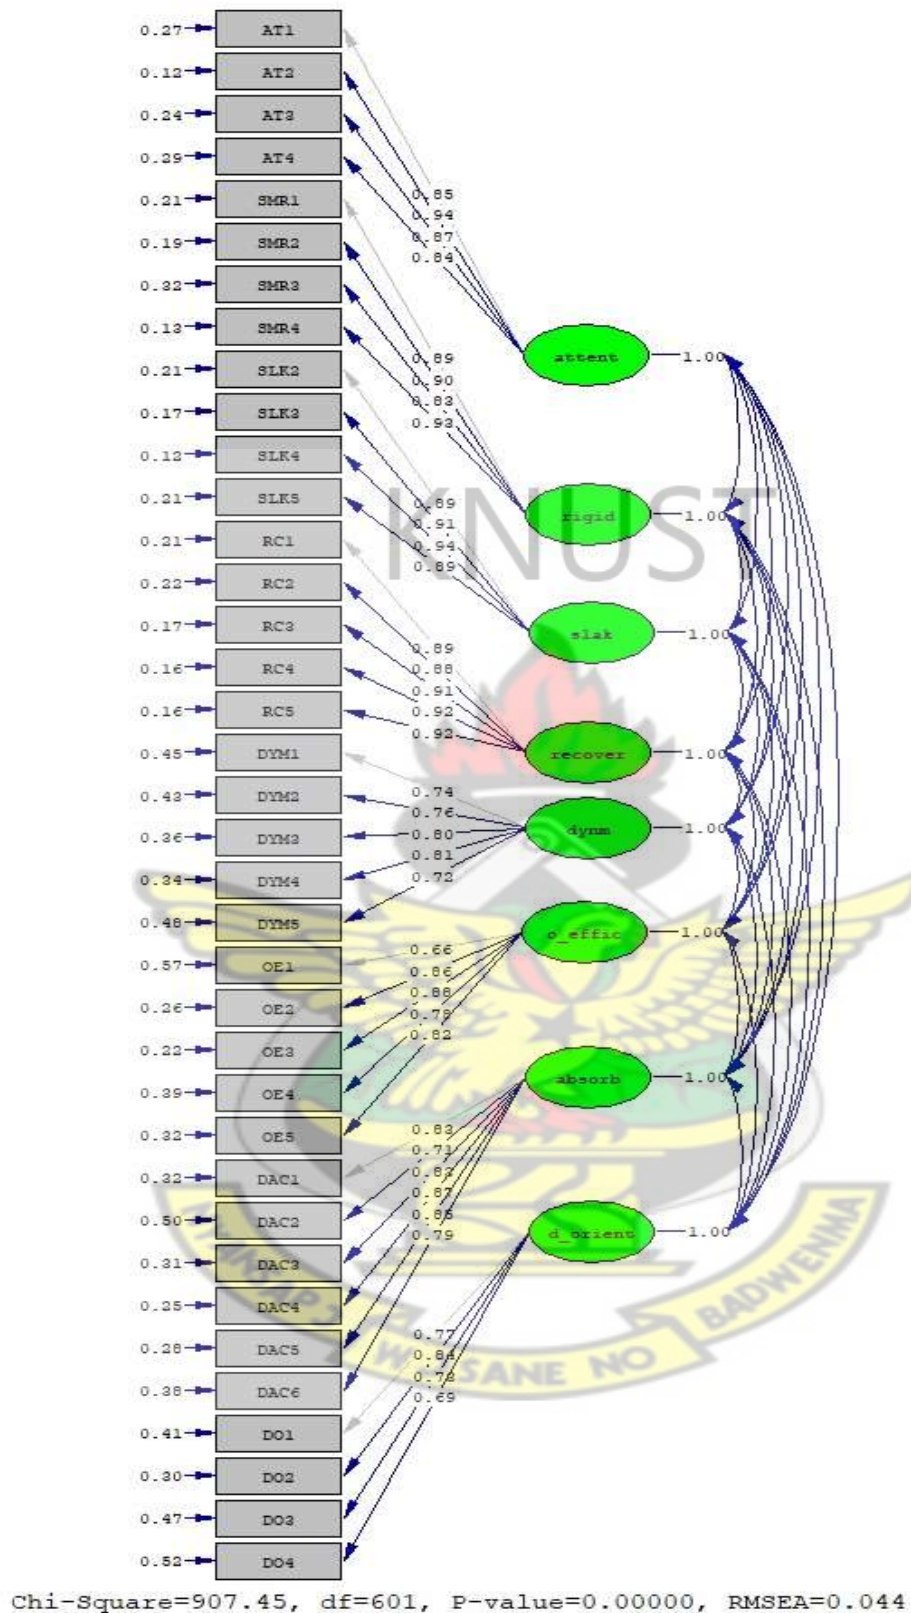 0.27 AT1
0.12 AT2
0.24 AT3
0.29 AT4
0.21 SMR1
0.19 SMR2
0.32 SMR3
0.13 SMR4
0.21 SLK2
0.17 SLK3
0.12 SLK4
0.21 SLK5
0.21 RC1
0.22 RC2
0.17 RC3
0.16 RC4
0.16 RC5
0.45 DYM1
0.43 DYM2
0.36 DYM3
0.34 DYM4
0.48 DYM5
0.57 OE1
0.26 OE2
0.22 OE3
0.39 OE4
0.32 OE5
0.32 DAC1
0.50 DAC2
0.31 DAC3
0.25 DAC4
0.28 DAC5
0.38 DAC6
0.41 DO1
0.30 DO2
0.47 DO3
0.52 DO4
0.85
0.94
0.87
0.84
0.89
0.90
0.83
0.93
0.89
0.91
0.94
0.89
0.89
0.88
0.91
0.92
0.92
0.74
0.76
0.80
0.81
0.72
0.66
0.86
0.88
0.82
0.83
0.71
0.87
0.85
0.79
0.77
0.84
0.69
attent 1.00
rigid 1.00
slak 1.00
recover 1.00
dynm 1.00
o_effic 1.00
absorb 1.00
d_orient 1.00
KNUST
SANE NO
BADWENMA
Chi-Square=907.45, df=601, P-value=0.00000, RMSEA=0.044